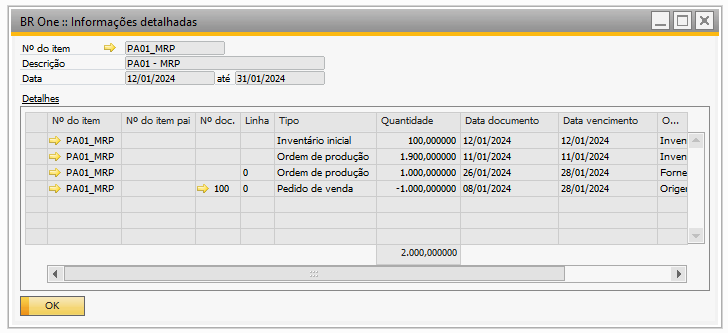 BR One :: Informações detalhadas
Nº do item PA01_MRP
Descrição PA01 - MRP
Data 12/01/2024 até 31/01/2024
Detalhes
Nº do item Nº do item pai Nº doc. Linha Tipo Quantidade Data documento Data vencimento O...
PA01_MRP Inventário inicial 100,000000 12/01/2024 12/01/2024 Inven
PA01_MRP Ordem de produção 1.900,000000 11/01/2024 11/01/2024 Inven
PA01_MRP 0 Ordem de produção 1.000,000000 26/01/2024 28/01/2024 Forne
PA01_MRP 100 0 Pedido de venda -1.000,000000 08/01/2024 28/01/2024 Orige
2.000,000000
OK